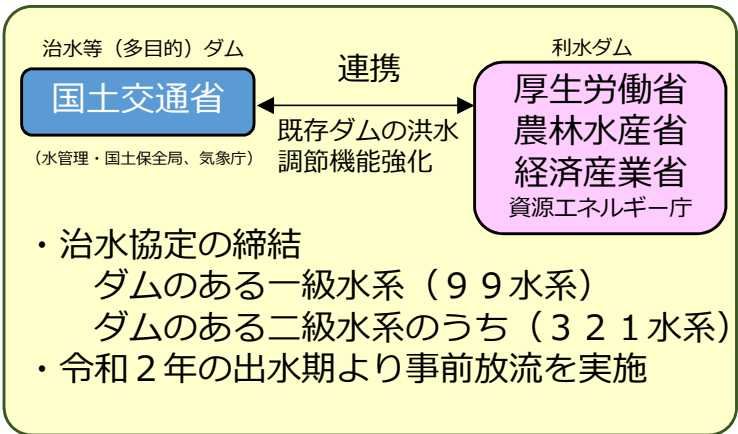 治水等（多目的）ダム
国土交通省
（水管理・国土保全局、気象庁）
連携
既存ダムの洪水
調節機能強化
利水ダム
厚生労働省
農林水産省
経済産業省
資源エネルギー庁
・治水協定の締結
ダムのある一級水系（９９水系）
ダムのある二級水系のうち（３２１水系）
・令和２年の出水期より事前放流を実施